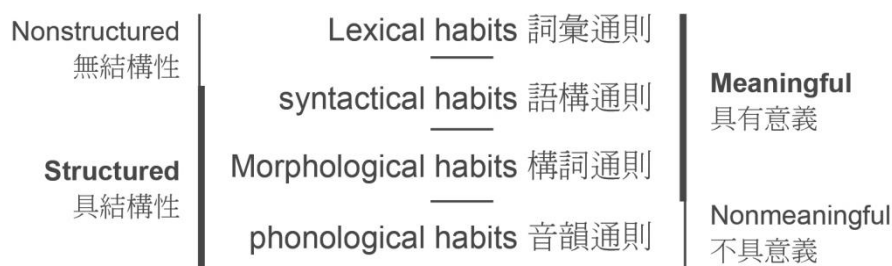 Nonstructured
無結構性
Structured
具結構性
Lexical habits 詞彙通則
syntactical habits 語構通則
Morphological habits 構詞通則
phonological habits 音韻通則
Meaningful
具有意義
Nonmeaningful
不具意義